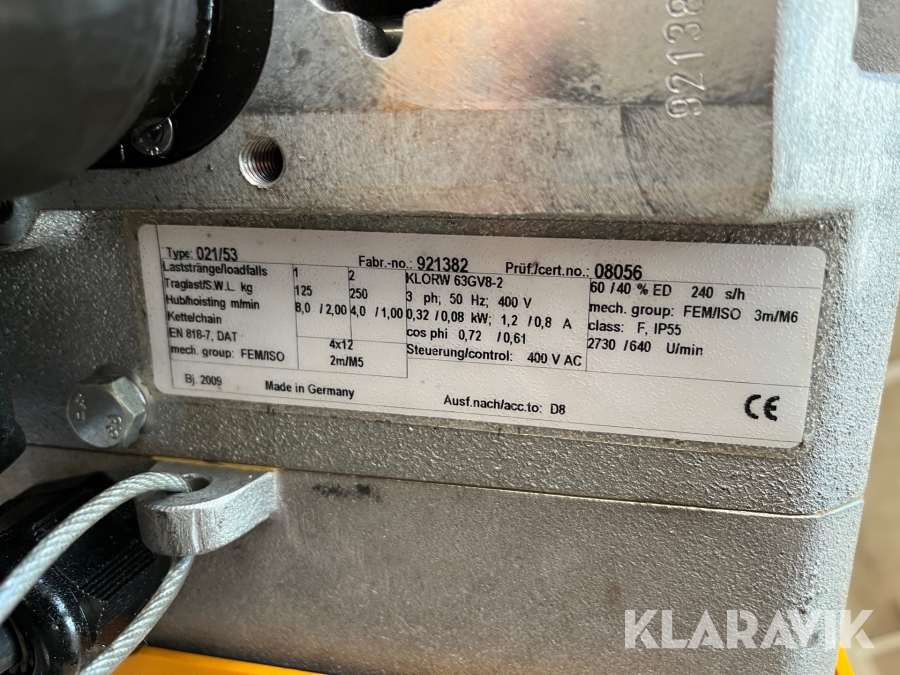 92138
Type: 021/53 Fabr.-no.: 921382 Prüf./cert.no.: 08056
Laststränge/loadfalls 1 2 KLORW 63GV8-2 60 / 40 % ED 240 s/h
Traglast/S.W.L. kg 125 250 3 ph; 50 Hz; 400 V mech. group: FEM/ISO 3m/M6
Hub/hoisting m/min 8,0 / 2,00 4,0 / 1,00 0,32 / 0,08 kW; 1,2 / 0,8 A class: F, IP55
Kette/chain cos phi 0,72 / 0,61 2730 / 640 U/min
EN 818-7, DAT 4x12 Steuerung/control: 400 V AC
mech. group: FEM/ISO 2m/M5
Bj. 2009 Made in Germany Ausf.nach/acc.to: D8 CE
KLARAVIK